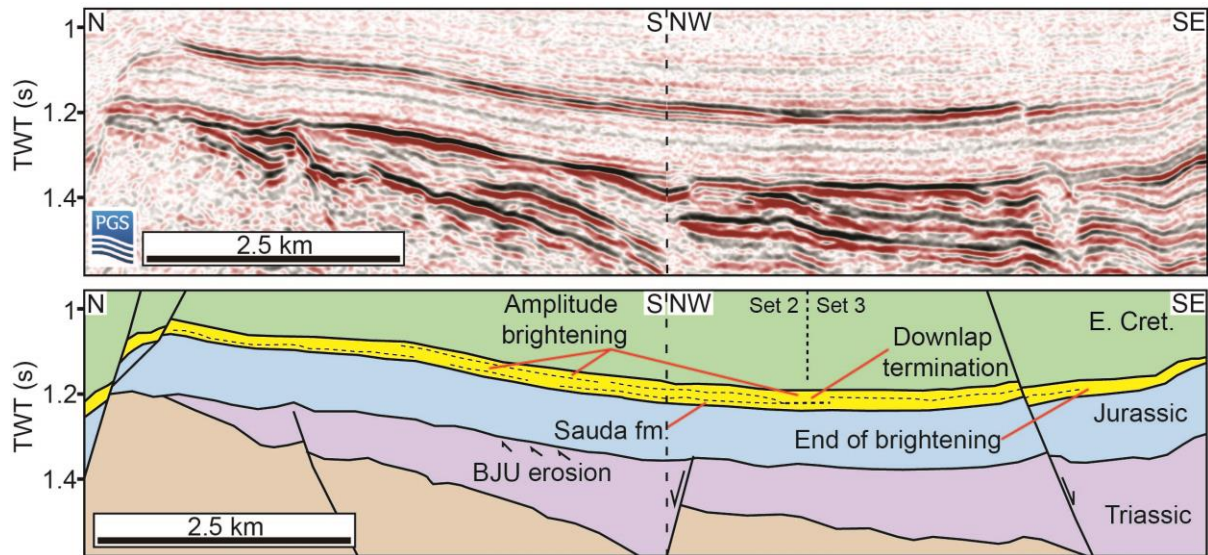 1
S NW
SE
TWT (s)
1.2
1.4
PGS
2.5 km
1
N
Amplitude
brightening
S NW
Set 2
Set 3
SE
E. Cret.
Downlap
termination
TWT (s)
1.2
Sauda fm.
End of brightening
Jurassic
BJU erosion
1.4
2.5 km
Triassic